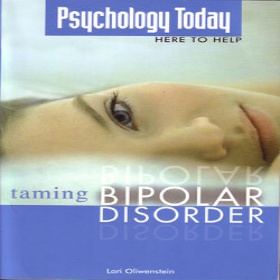 Psychology Today
HERE TO HELP
BIPOLAR
taming BIPOLAR
DISORDER
DISORDER
Lori Oliwenstein